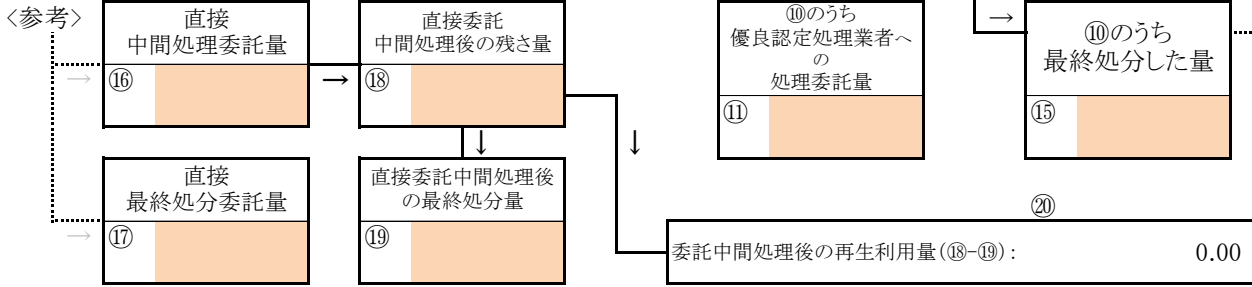 〈参考〉
直接
中間処理委託量
→
⑯
→
直接委託
中間処理後の残さ量
⑱
⑩のうち
優良認定処理業者へ
の
処理委託量
⑪
→
⑩のうち
最終処分した量
⑮
↓
↓
直接
最終処分委託量
→
⑰
直接委託中間処理後
の最終処分量
⑲
⑳
委託中間処理後の再生利用量(⑱-⑲)： 0.00